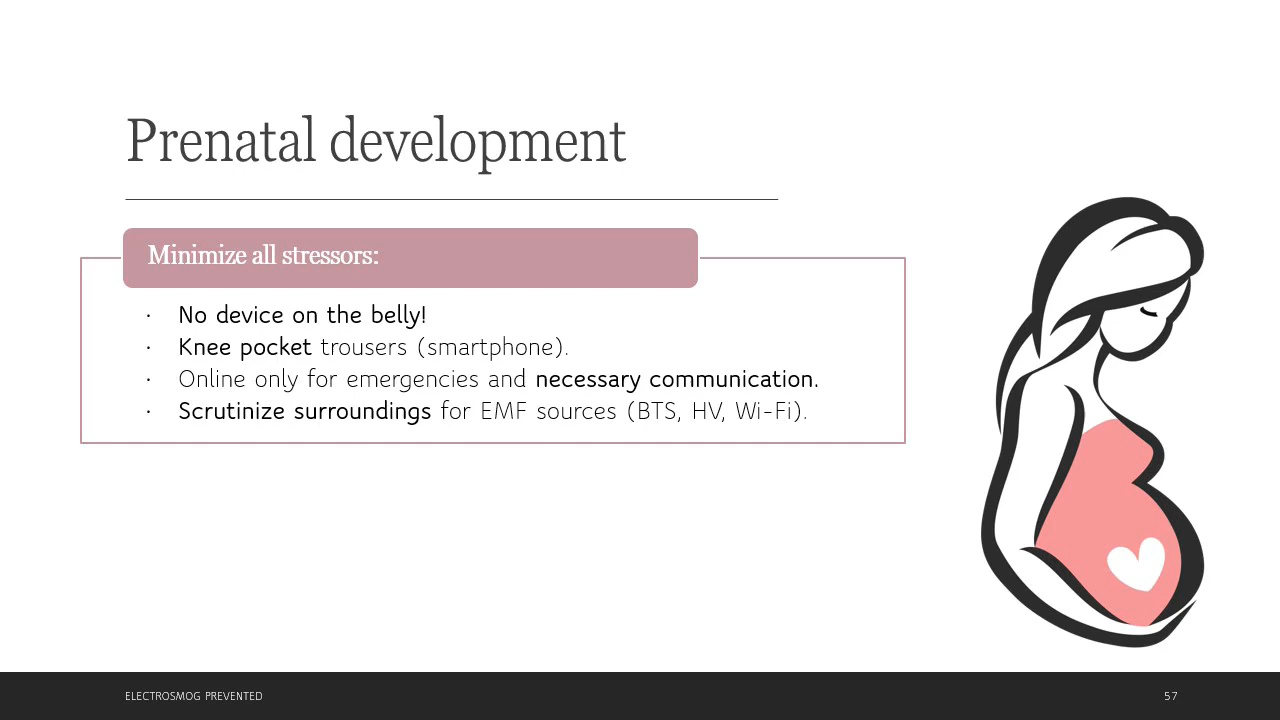 Prenatal development
Minimize all stressors:
· No device on the belly!
· Knee pocket trousers (smartphone).
· Online only for emergencies and necessary communication.
· Scrutinize surroundings for EMF sources (BTS, HV, Wi-Fi).
ELECTROSMOG PREVENTED
57